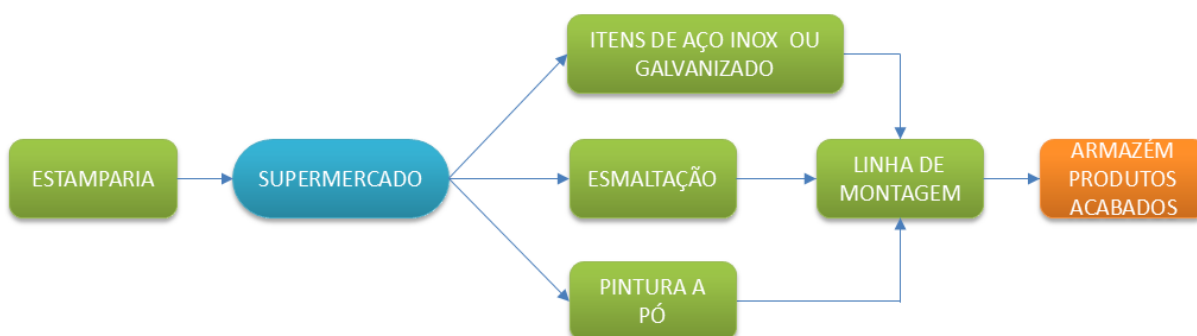 ITENS DE AÇO INOX OU
GALVANIZADO
ESTAMPARIA
SUPERMERCADO
ESMALTAÇÃO
LINHA DE
MONTAGEM
ARMAZÉM
PRODUTOS
ACABADOS
PINTURA A
PÓ